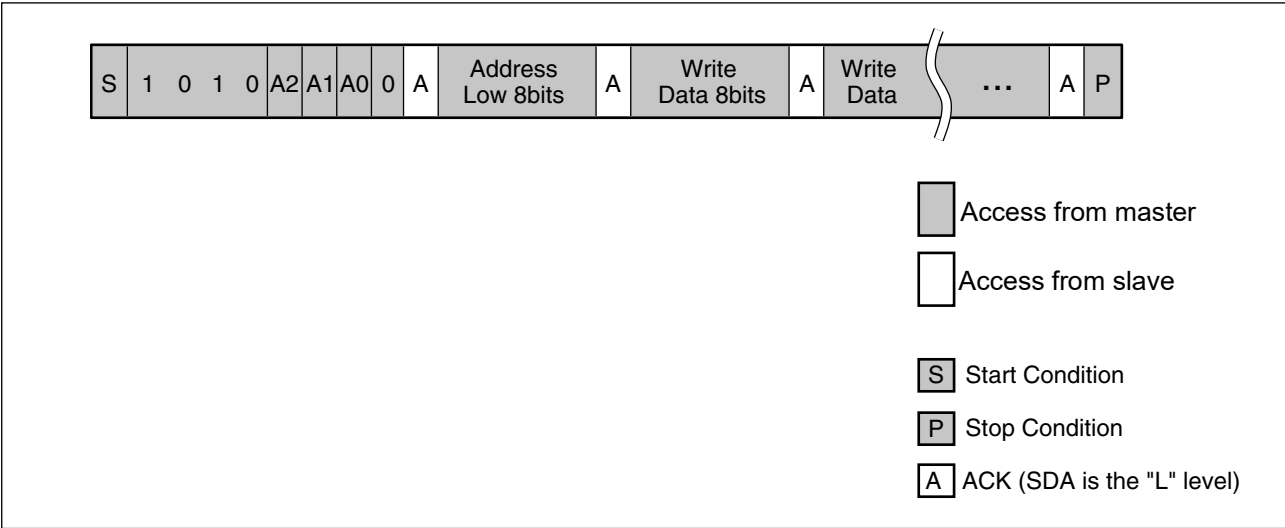 S 1 0 1 0 A2 A1 A0 0 A Address Low 8bits A Write Data 8bits A Write Data ... A P
Access from master
Access from slave
S Start Condition
P Stop Condition
A ACK (SDA is the "L" level)